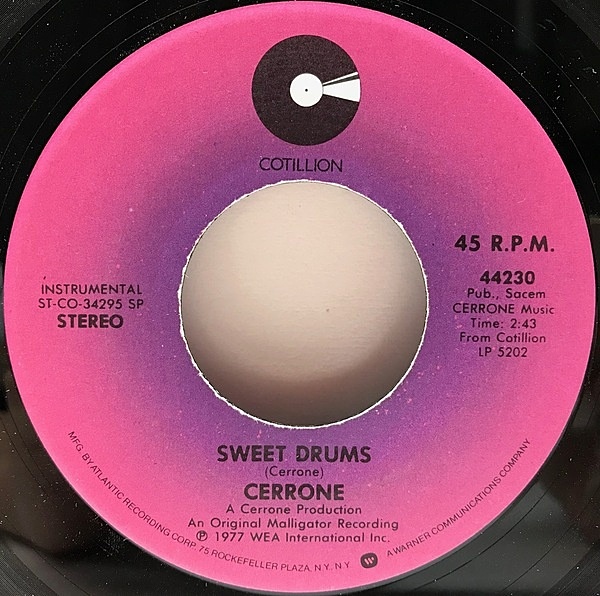 COTILLION
45 R.P.M.
44230
Pub., Sacem
CERRONE Music
Time: 2:43
From Cotillion
LP 5202
INSTRUMENTAL
ST-CO-34295 SP
STEREO
SWEET DRUMS
(Cerrone)
CERRONE
A Cerrone Production
An Original Malligator Recording
℗ 1977 WEA International Inc.
MFG. BY ATLANTIC RECORDING CORP. 75 ROCKEFELLER PLAZA, N.Y. N.Y. W A WARNER COMMUNICATIONS COMPANY